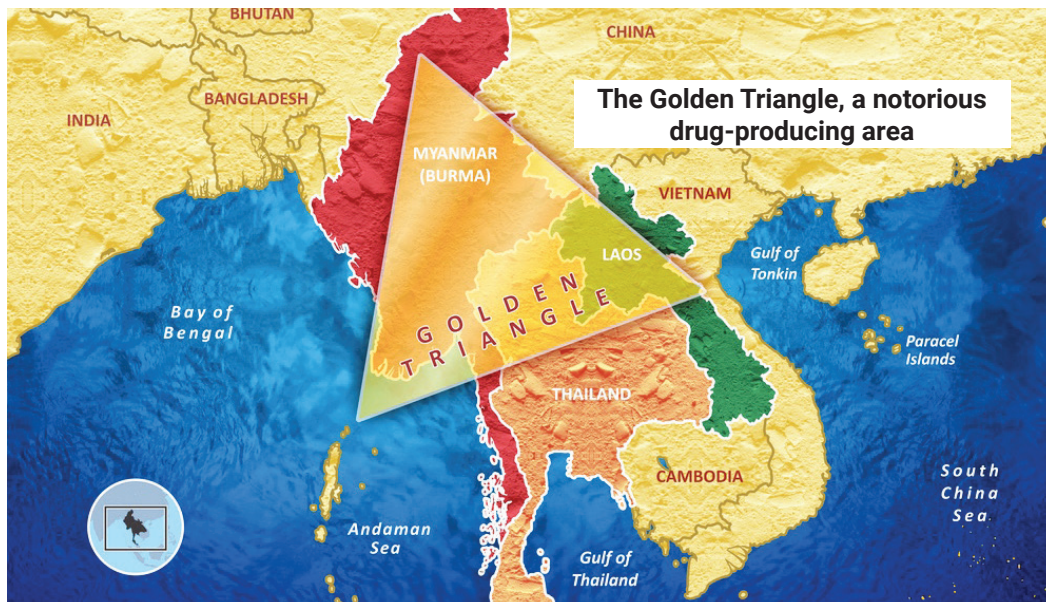 BHUTAN
CHINA
The Golden Triangle, a notorious
drug-producing area
INDIA
BANGLADESH
MYANMAR
(BURMA)
VIETNAM
LAOS
Gulf of
Tonkin
GOLDEN
TRIANGLE
Bay of
Bengal
Paracel
Islands
THAILAND
CAMBODIA
South
China
Sea
Andaman
Sea
Gulf of
Thailand